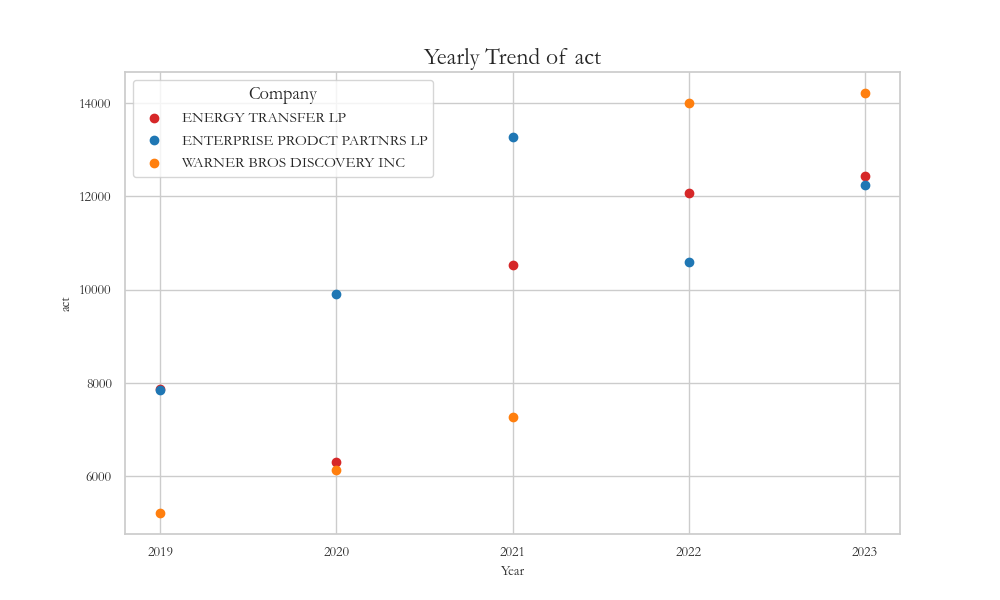 Yearly Trend of act
Company
ENERGY TRANSFER LP
ENTERPRISE PRODCT PARTNRS LP
WARNER BROS DISCOVERY INC
14000
12000
10000
8000
6000
act
2019 2020 2021 2022 2023
Year